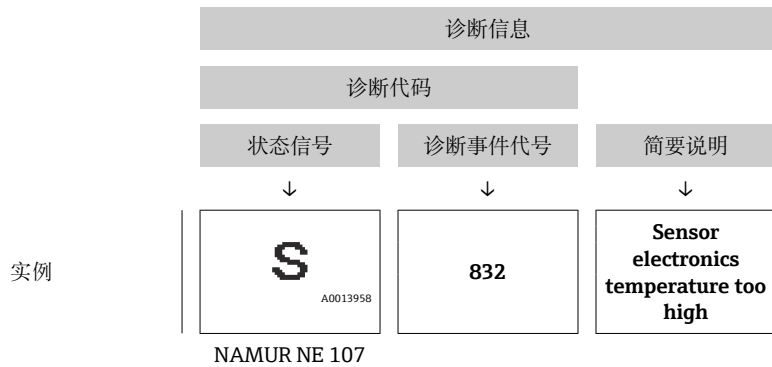 诊断信息
诊断代码
状态信号 诊断事件代号 简要说明
↓ ↓ ↓
实例
S
A0013958
832
Sensor
electronics
temperature too
high
NAMUR NE 107